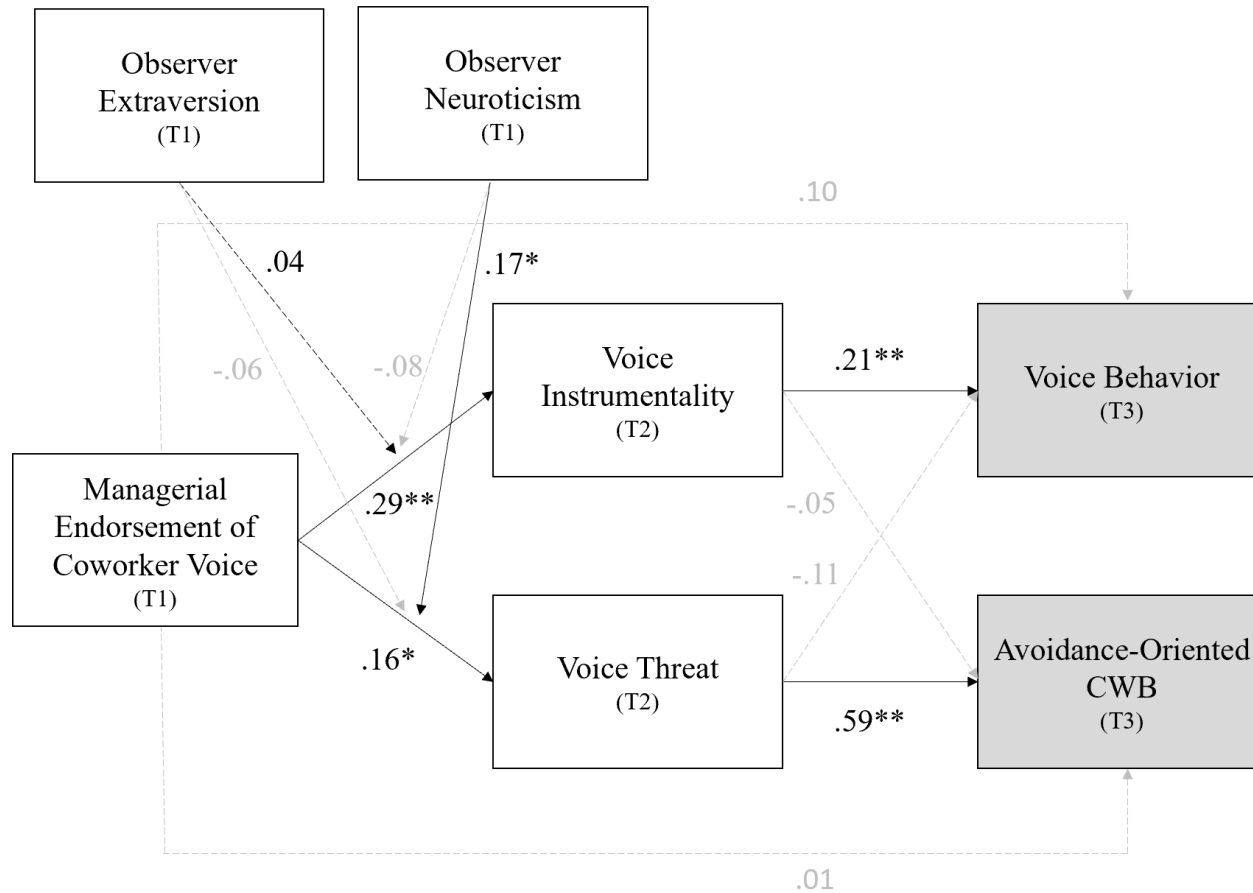 Observer
Extraversion
(T1)
Observer
Neuroticism
(T1)
.10
.04
.17*
-.06
-.08
Voice
Instrumentality
(T2)
.21**
Voice Behavior
(T3)
Managerial
Endorsement of
Coworker Voice
(T1)
.29**
-.05
-.11
.16*
Voice Threat
(T2)
.59**
Avoidance-Oriented
CWB
(T3)
.01